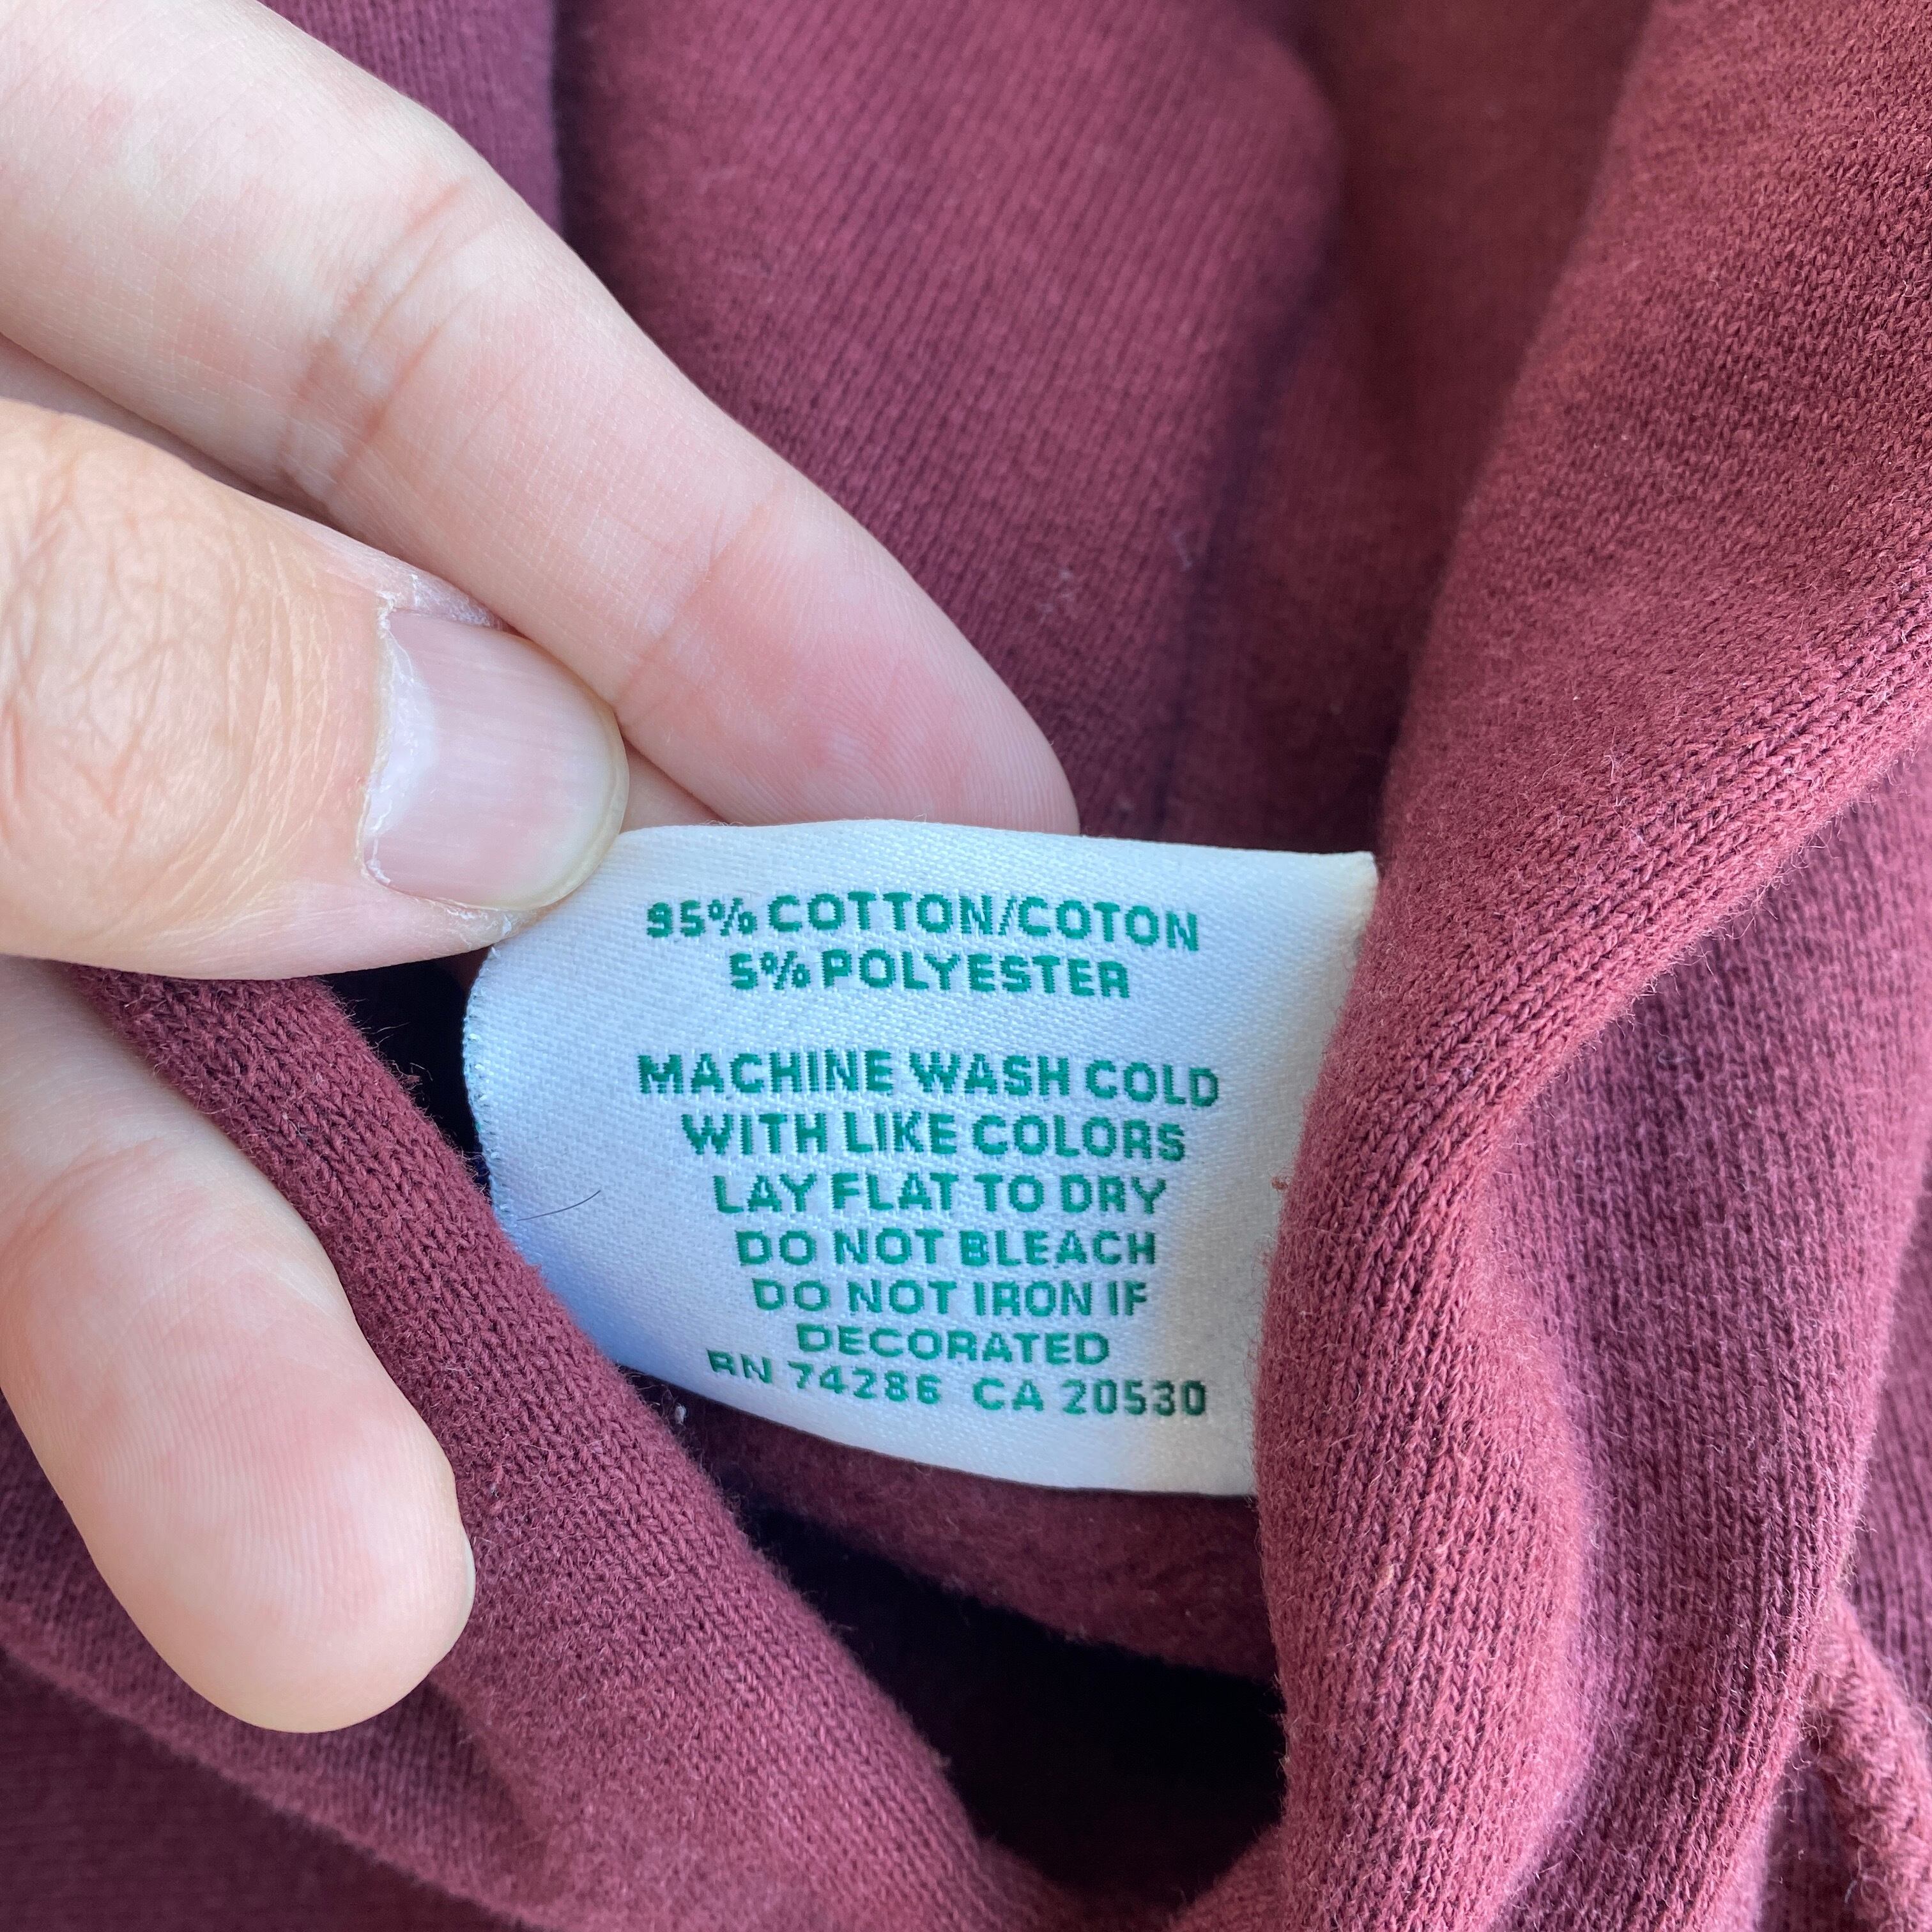 95% COTTON/COTON
5% POLYESTER
MACHINE WASH COLD
WITH LIKE COLORS
LAY FLAT TO DRY
DO NOT BLEACH
DO NOT IRON IF
DECORATED
RN 74286 CA 20530